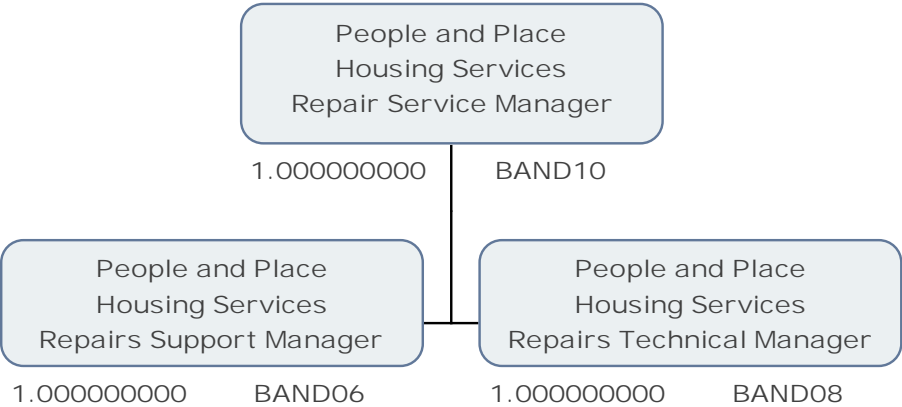 People and Place
Housing Services
Repair Service Manager
1.000000000 BAND10
People and Place
Housing Services
Repairs Support Manager
1.000000000 BAND06
People and Place
Housing Services
Repairs Technical Manager
1.000000000 BAND08